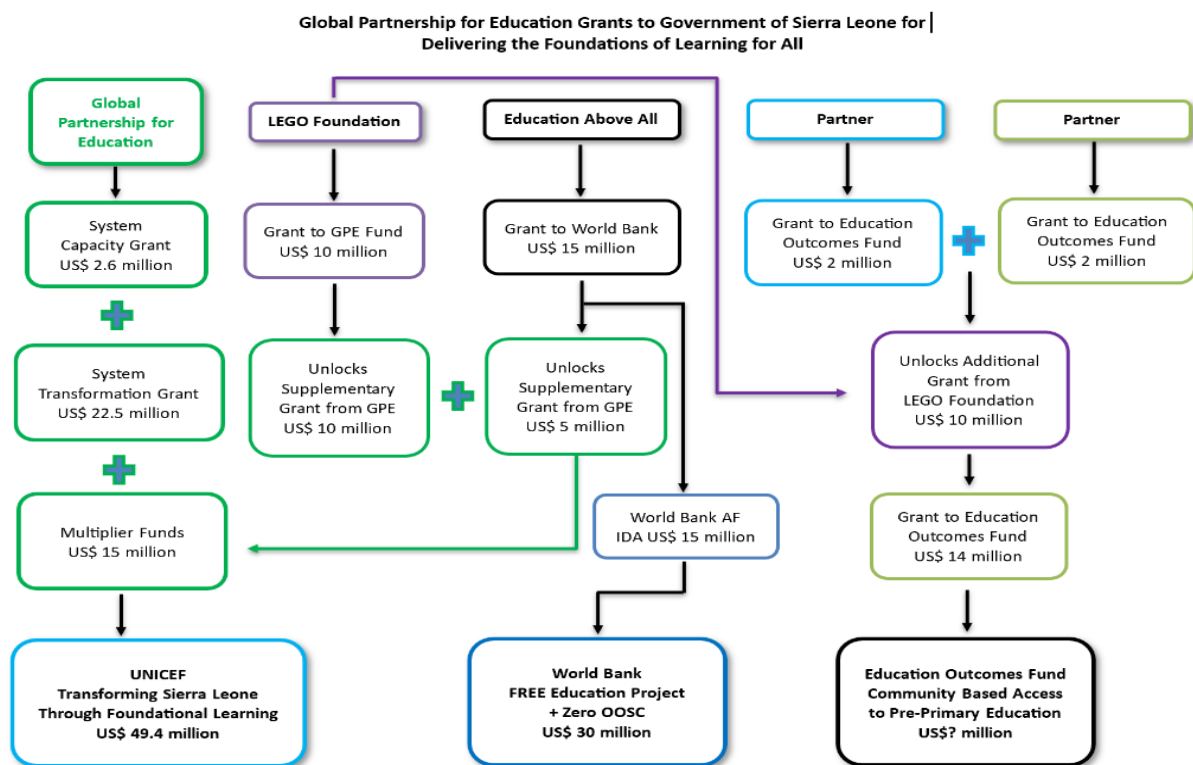 Global Partnership for Education Grants to Government of Sierra Leone for
Delivering the Foundations of Learning for All
Global
Partnership for
Education
LEGO Foundation
Education Above All
Partner
Partner
System
Capacity Grant
US$ 2.6 million
Grant to GPE Fund
US$ 10 million
Grant to World Bank
US$ 15 million
Grant to Education
Outcomes Fund
US$ 2 million
Grant to Education
Outcomes Fund
US$ 2 million
System
Transformation Grant
US$ 22.5 million
Unlocks
Supplementary
Grant from GPE
US$ 10 million
Unlocks
Supplementary
Grant from GPE
US$ 5 million
Unlocks Additional
Grant from
LEGO Foundation
US$ 10 million
Multiplier Funds
US$ 15 million
World Bank AF
IDA US$ 15 million
Grant to Education
Outcomes Fund
US$ 14 million
UNICEF
Transforming Sierra Leone
Through Foundational Learning
US$ 49.4 million
World Bank
FREE Education Project
+ Zero OOSC
US$ 30 million
Education Outcomes Fund
Community Based Access
to Pre-Primary Education
US$? million